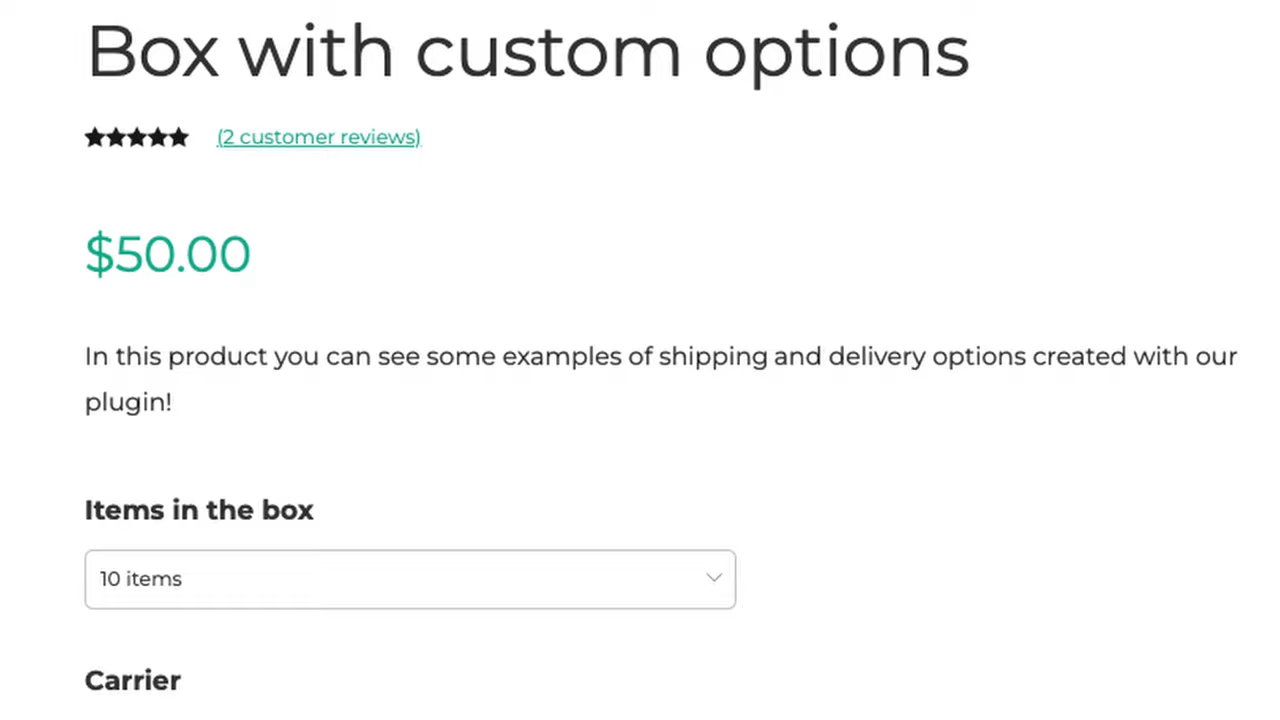 Box with custom options
(2 customer reviews)
$50.00
In this product you can see some examples of shipping and delivery options created with our
plugin!
Items in the box
10 items
Carrier